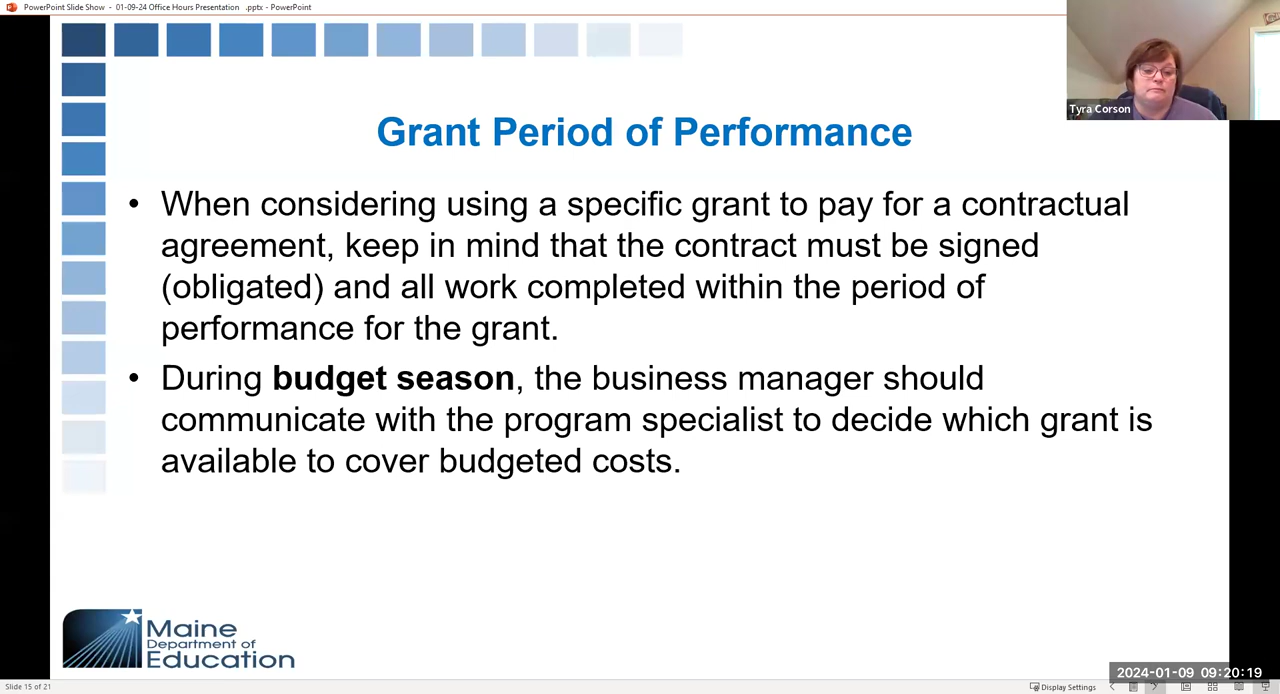 PowerPoint Slide Show - 01-09-24 Office Hours Presentation .pptx - PowerPoint
Tyra Corson
Grant Period of Performance
• When considering using a specific grant to pay for a contractual
agreement, keep in mind that the contract must be signed
(obligated) and all work completed within the period of
performance for the grant.
• During budget season, the business manager should
communicate with the program specialist to decide which grant is
available to cover budgeted costs.
Maine
Department of
Education
2024-01-09 09:20:19
Slide 15 of 21
Display Settings